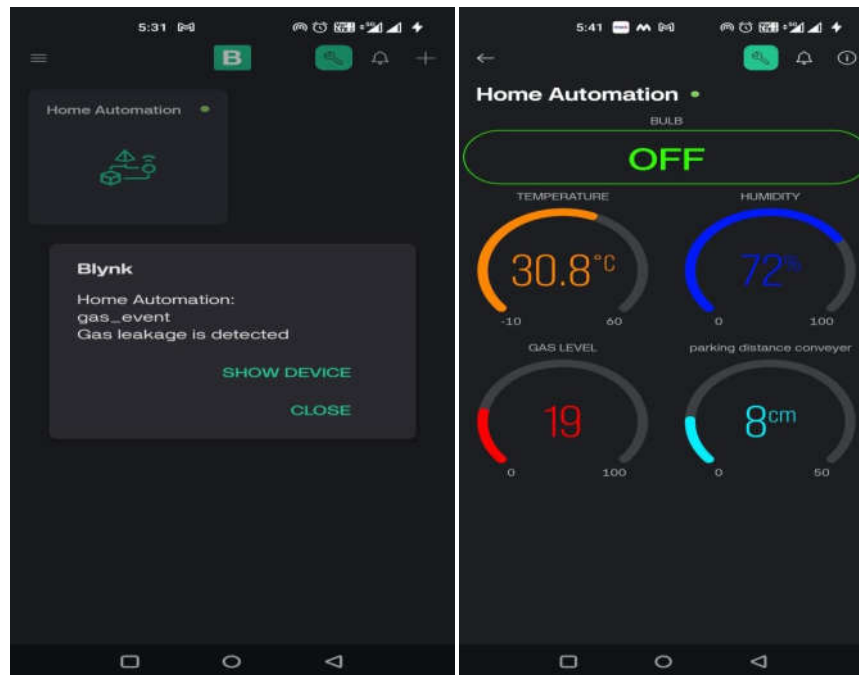 5:31
B
Home Automation
Blynk
Home Automation:
gas_event
Gas leakage is detected
SHOW DEVICE
CLOSE
5:41
Home Automation
BULB
OFF
TEMPERATURE
HUMIDITY
30.8°C
72%
-10
60
0
100
GAS LEVEL
parking distance conveyer
19
8cm
0
100
0
50